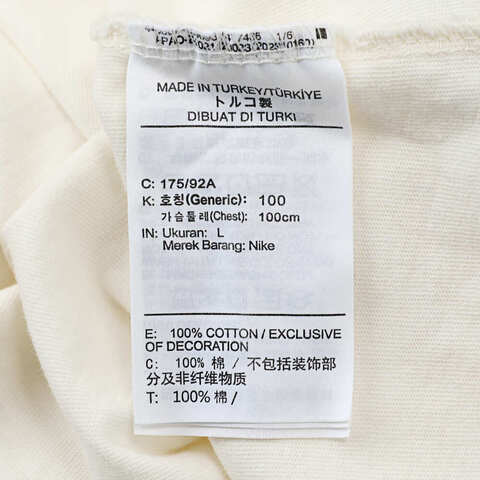 MADE IN TURKEY/TÜRKİYE
トルコ製
DIBUAT DI TURKI
C: 175/92A
K: 호칭(Generic): 100
가슴둘레(Chest): 100cm
IN: Ukuran: L
Merek Barang: Nike
E: 100% COTTON / EXCLUSIVE
OF DECORATION
C: 100% 棉 / 不包括装饰部
分及非纤维物质
T: 100% 棉 /